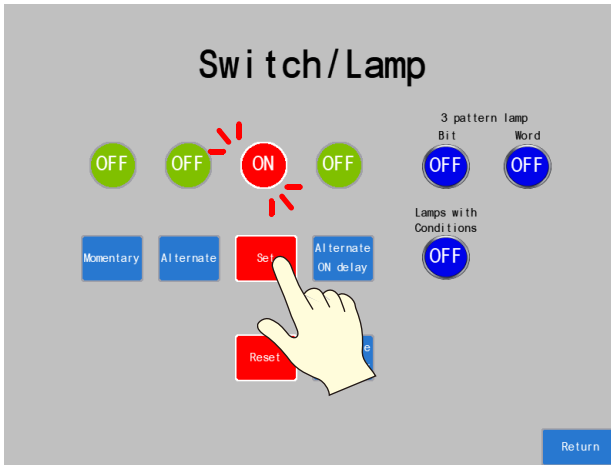 Switch/Lamp
3 pattern lamp
Bit Word
OFF OFF ON OFF OFF OFF
Lamps with
Conditions
OFF
Momentary Alternate Set Alternate
ON delay
Reset
Return